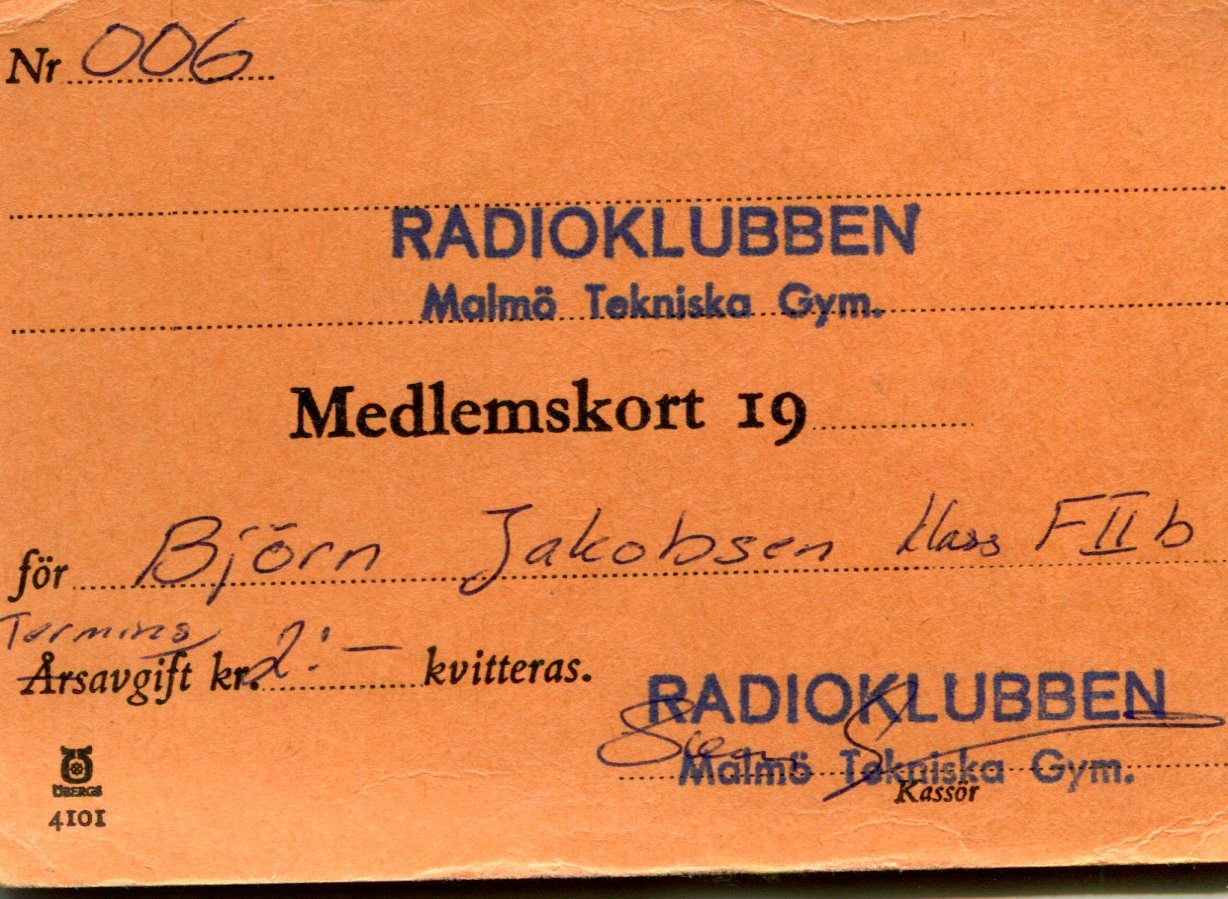 Nr 006
RADIOKLUBBEN
Malmö Tekniska Gym.
Medlemskort 19
för Björn Jakobsen klass F II b
Termins
Årsavgift kr. 2:- kvitteras.
RADIOKLUBBEN
Malmö Tekniska Gym.
Kassör
ÖBERGS
4101